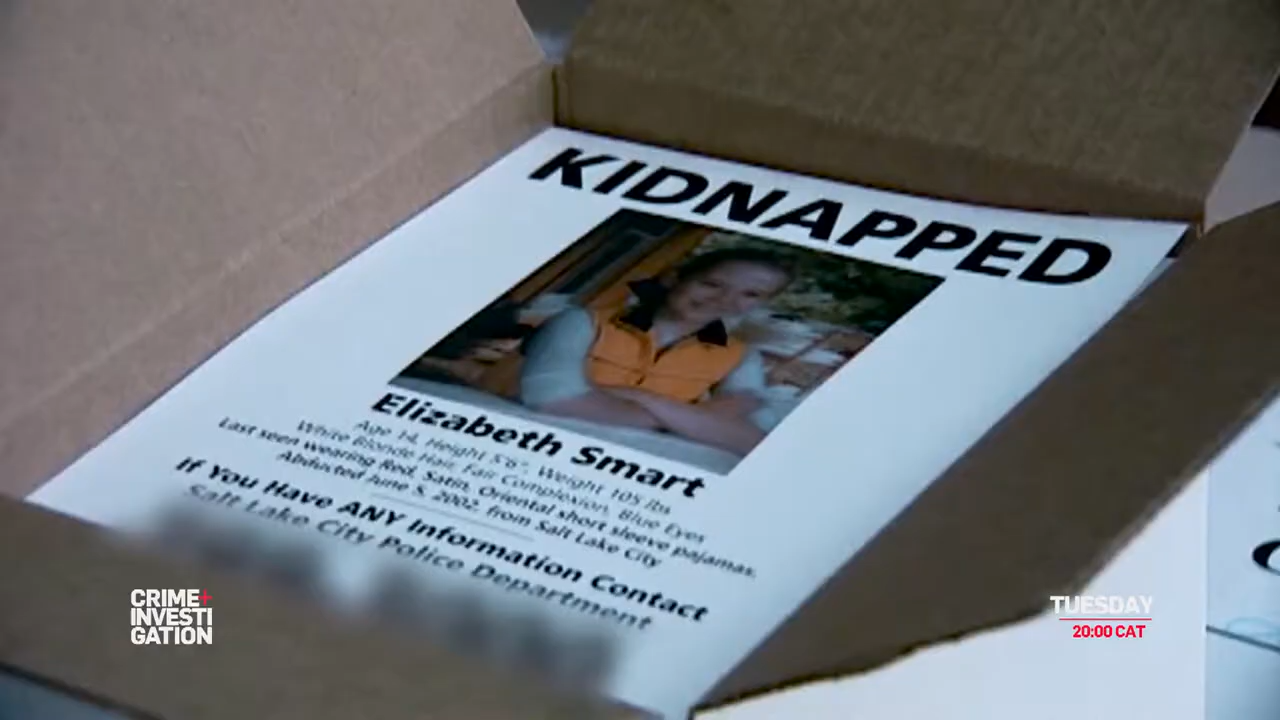 KIDNAPPED
Elizabeth Smart
Age 14, Height 5'6", Weight 105 lbs
White Blonde Hair, Fair Complexion, Blue Eyes
Last seen wearing Red, Satin, Oriental short sleeve pajamas.
Abducted June 5, 2002, from Salt Lake City
If You Have ANY Information Contact
Salt Lake City Police Department
CRIME+
INVESTI
GATION
TUESDAY
20:00 CAT